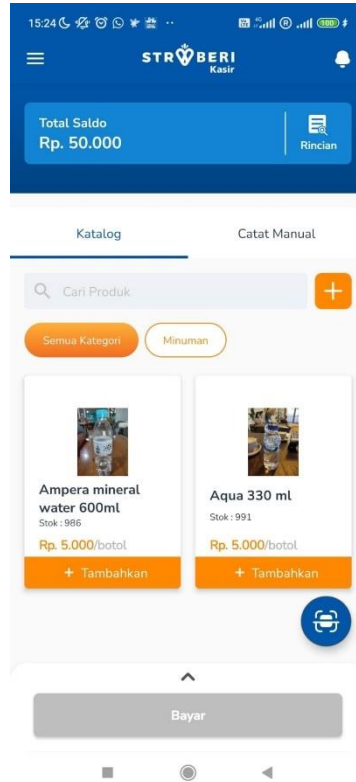 15:24
STROBERI
Kasir
Total Saldo
Rp. 50.000
Rincian
Katalog
Catat Manual
Cari Produk
Semua Kategori
Minuman
Ampera mineral
water 600ml
Stok : 986
Rp. 5.000/botol
+ Tambahkan
Aqua 330 ml
Stok : 991
Rp. 5.000/botol
+ Tambahkan
Bayar